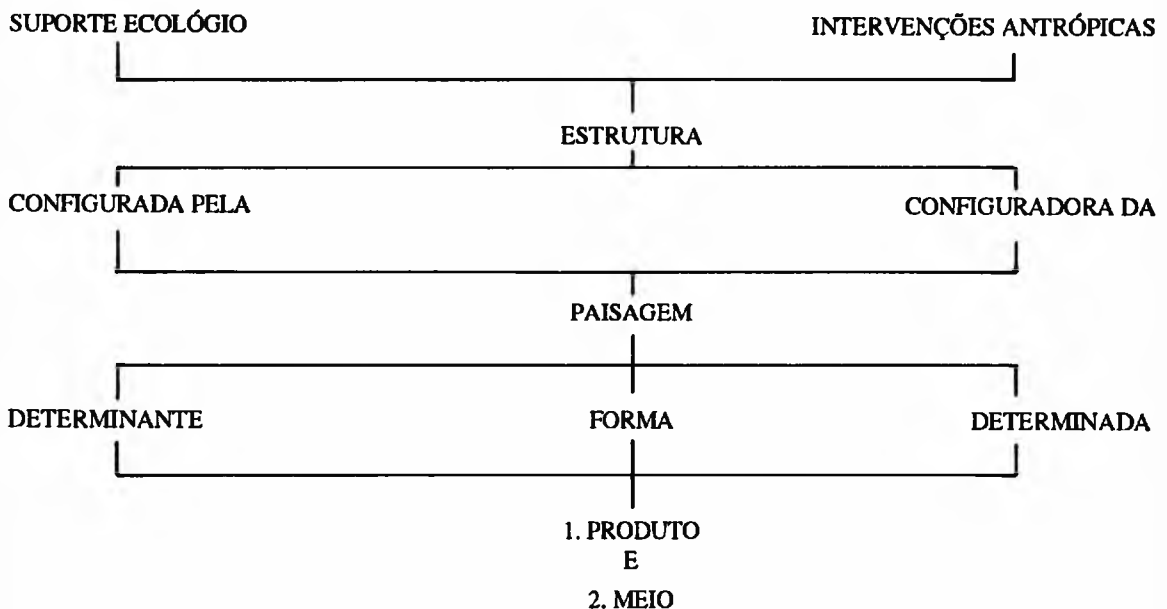 SUPORTE ECOLÓGIO INTERVENÇÕES ANTRÓPICAS
ESTRUTURA
CONFIGURADA PELA CONFIGURADORA DA
PAISAGEM
DETERMINANTE FORMA DETERMINADA
1. PRODUTO
E
2. MEIO